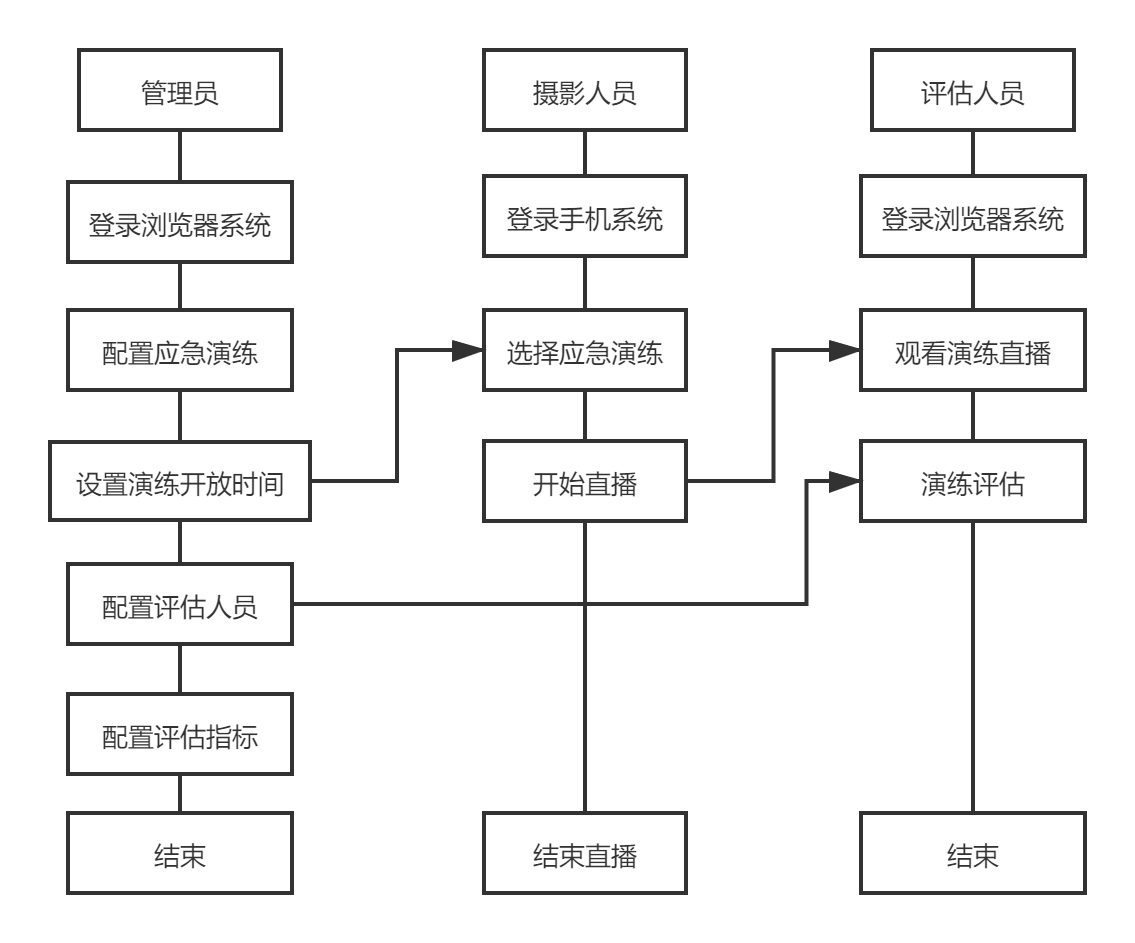 管理员
登录浏览器系统
配置应急演练
设置演练开放时间
配置评估人员
配置评估指标
结束
摄影人员
登录手机系统
选择应急演练
开始直播
结束直播
评估人员
登录浏览器系统
观看演练直播
演练评估
结束